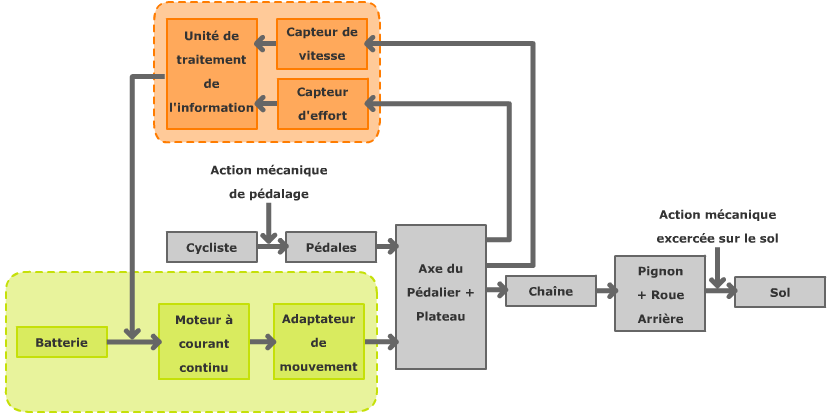 Unité de
traitement
de
l'information
Capteur de
vitesse
Capteur
d'effort
Action mécanique
de pédalage
Cycliste
Pédales
Axe du
Pédalier +
Plateau
Chaîne
Action mécanique
excercée sur le sol
Pignon
+ Roue
Arrière
Sol
Batterie
Moteur à
courant
continu
Adaptateur
de
mouvement